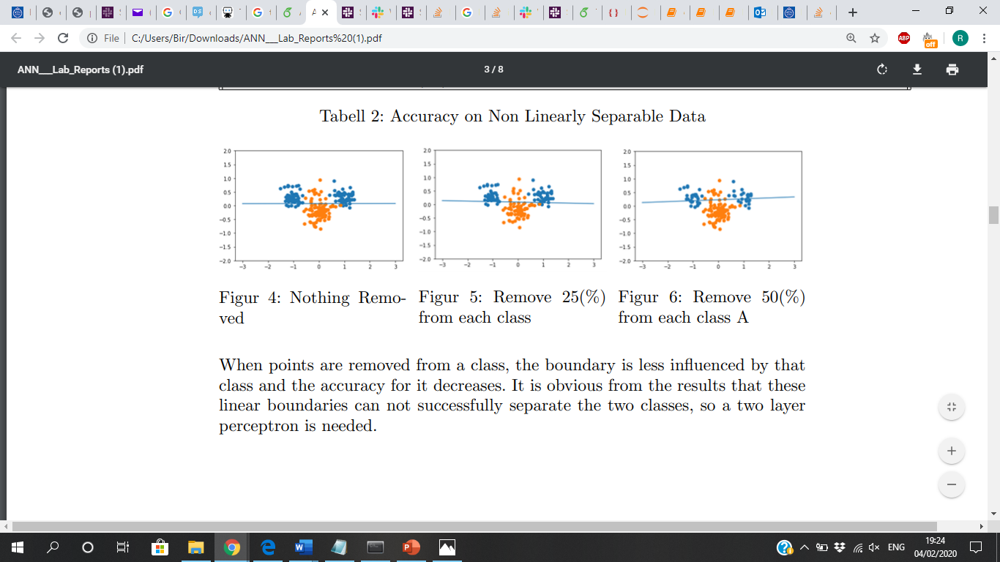 File C:/Users/Bir/Downloads/ANN___Lab_Reports%20(1).pdf
ABP
off
R
ANN___Lab_Reports (1).pdf
3 / 8
Tabell 2: Accuracy on Non Linearly Separable Data
2.0 2.0 2.0
1.5 1.5 1.5
1.0 1.0 1.0
0.5 0.5 0.5
0.0 0.0 0.0
−0.5 −0.5 −0.5
−1.0 −1.0 −1.0
−1.5 −1.5 −1.5
−2.0 −2.0 −2.0
−3 −2 −1 0 1 2 3 −3 −2 −1 0 1 2 3 −3 −2 −1 0 1 2 3
Figur 4: Nothing Remo-
ved
Figur 5: Remove 25(%)
from each class
Figur 6: Remove 50(%)
from each class A
When points are removed from a class, the boundary is less influenced by that
class and the accuracy for it decreases. It is obvious from the results that these
linear boundaries can not successfully separate the two classes, so a two layer
perceptron is needed.
ENG
19:24
04/02/2020